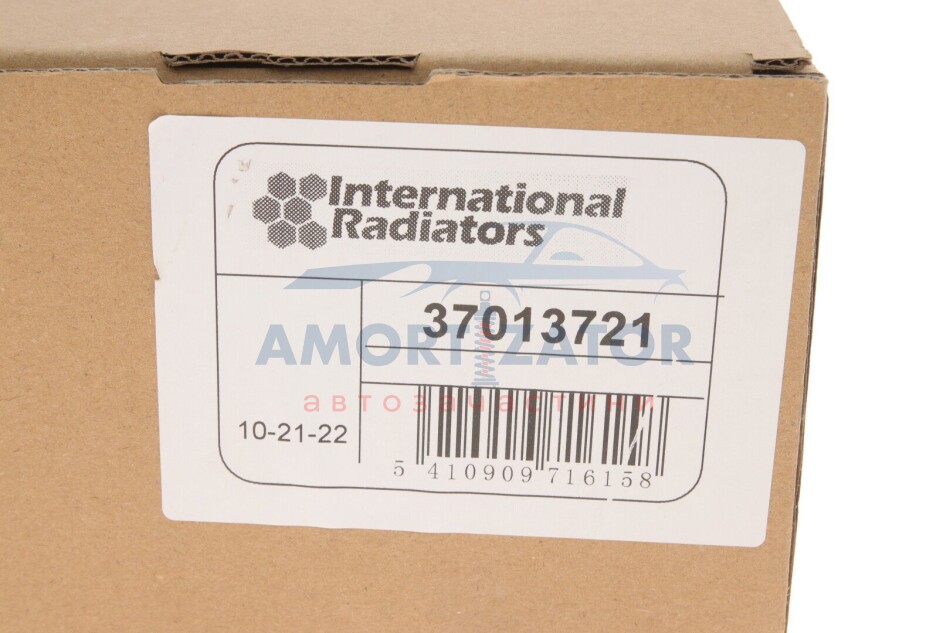 International
Radiators
37013721
AMORTIZATOR
автозапчастини
10-21-22
5 410909 716158